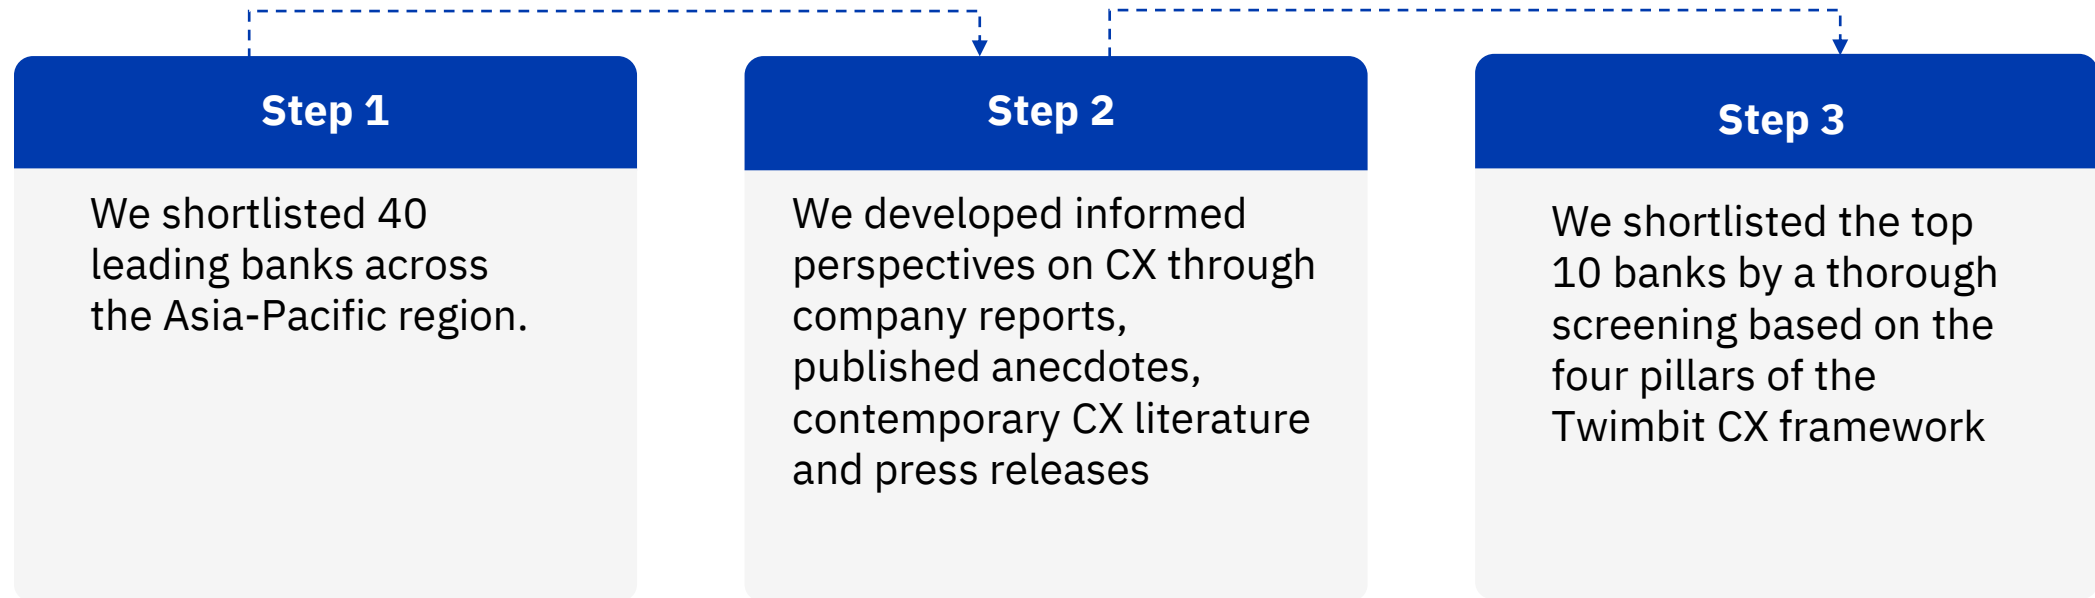 Step 1
We shortlisted 40
leading banks across
the Asia-Pacific region.
Step 2
We developed informed
perspectives on CX through
company reports,
published anecdotes,
contemporary CX literature
and press releases
Step 3
We shortlisted the top
10 banks by a thorough
screening based on the
four pillars of the
Twimbit CX framework